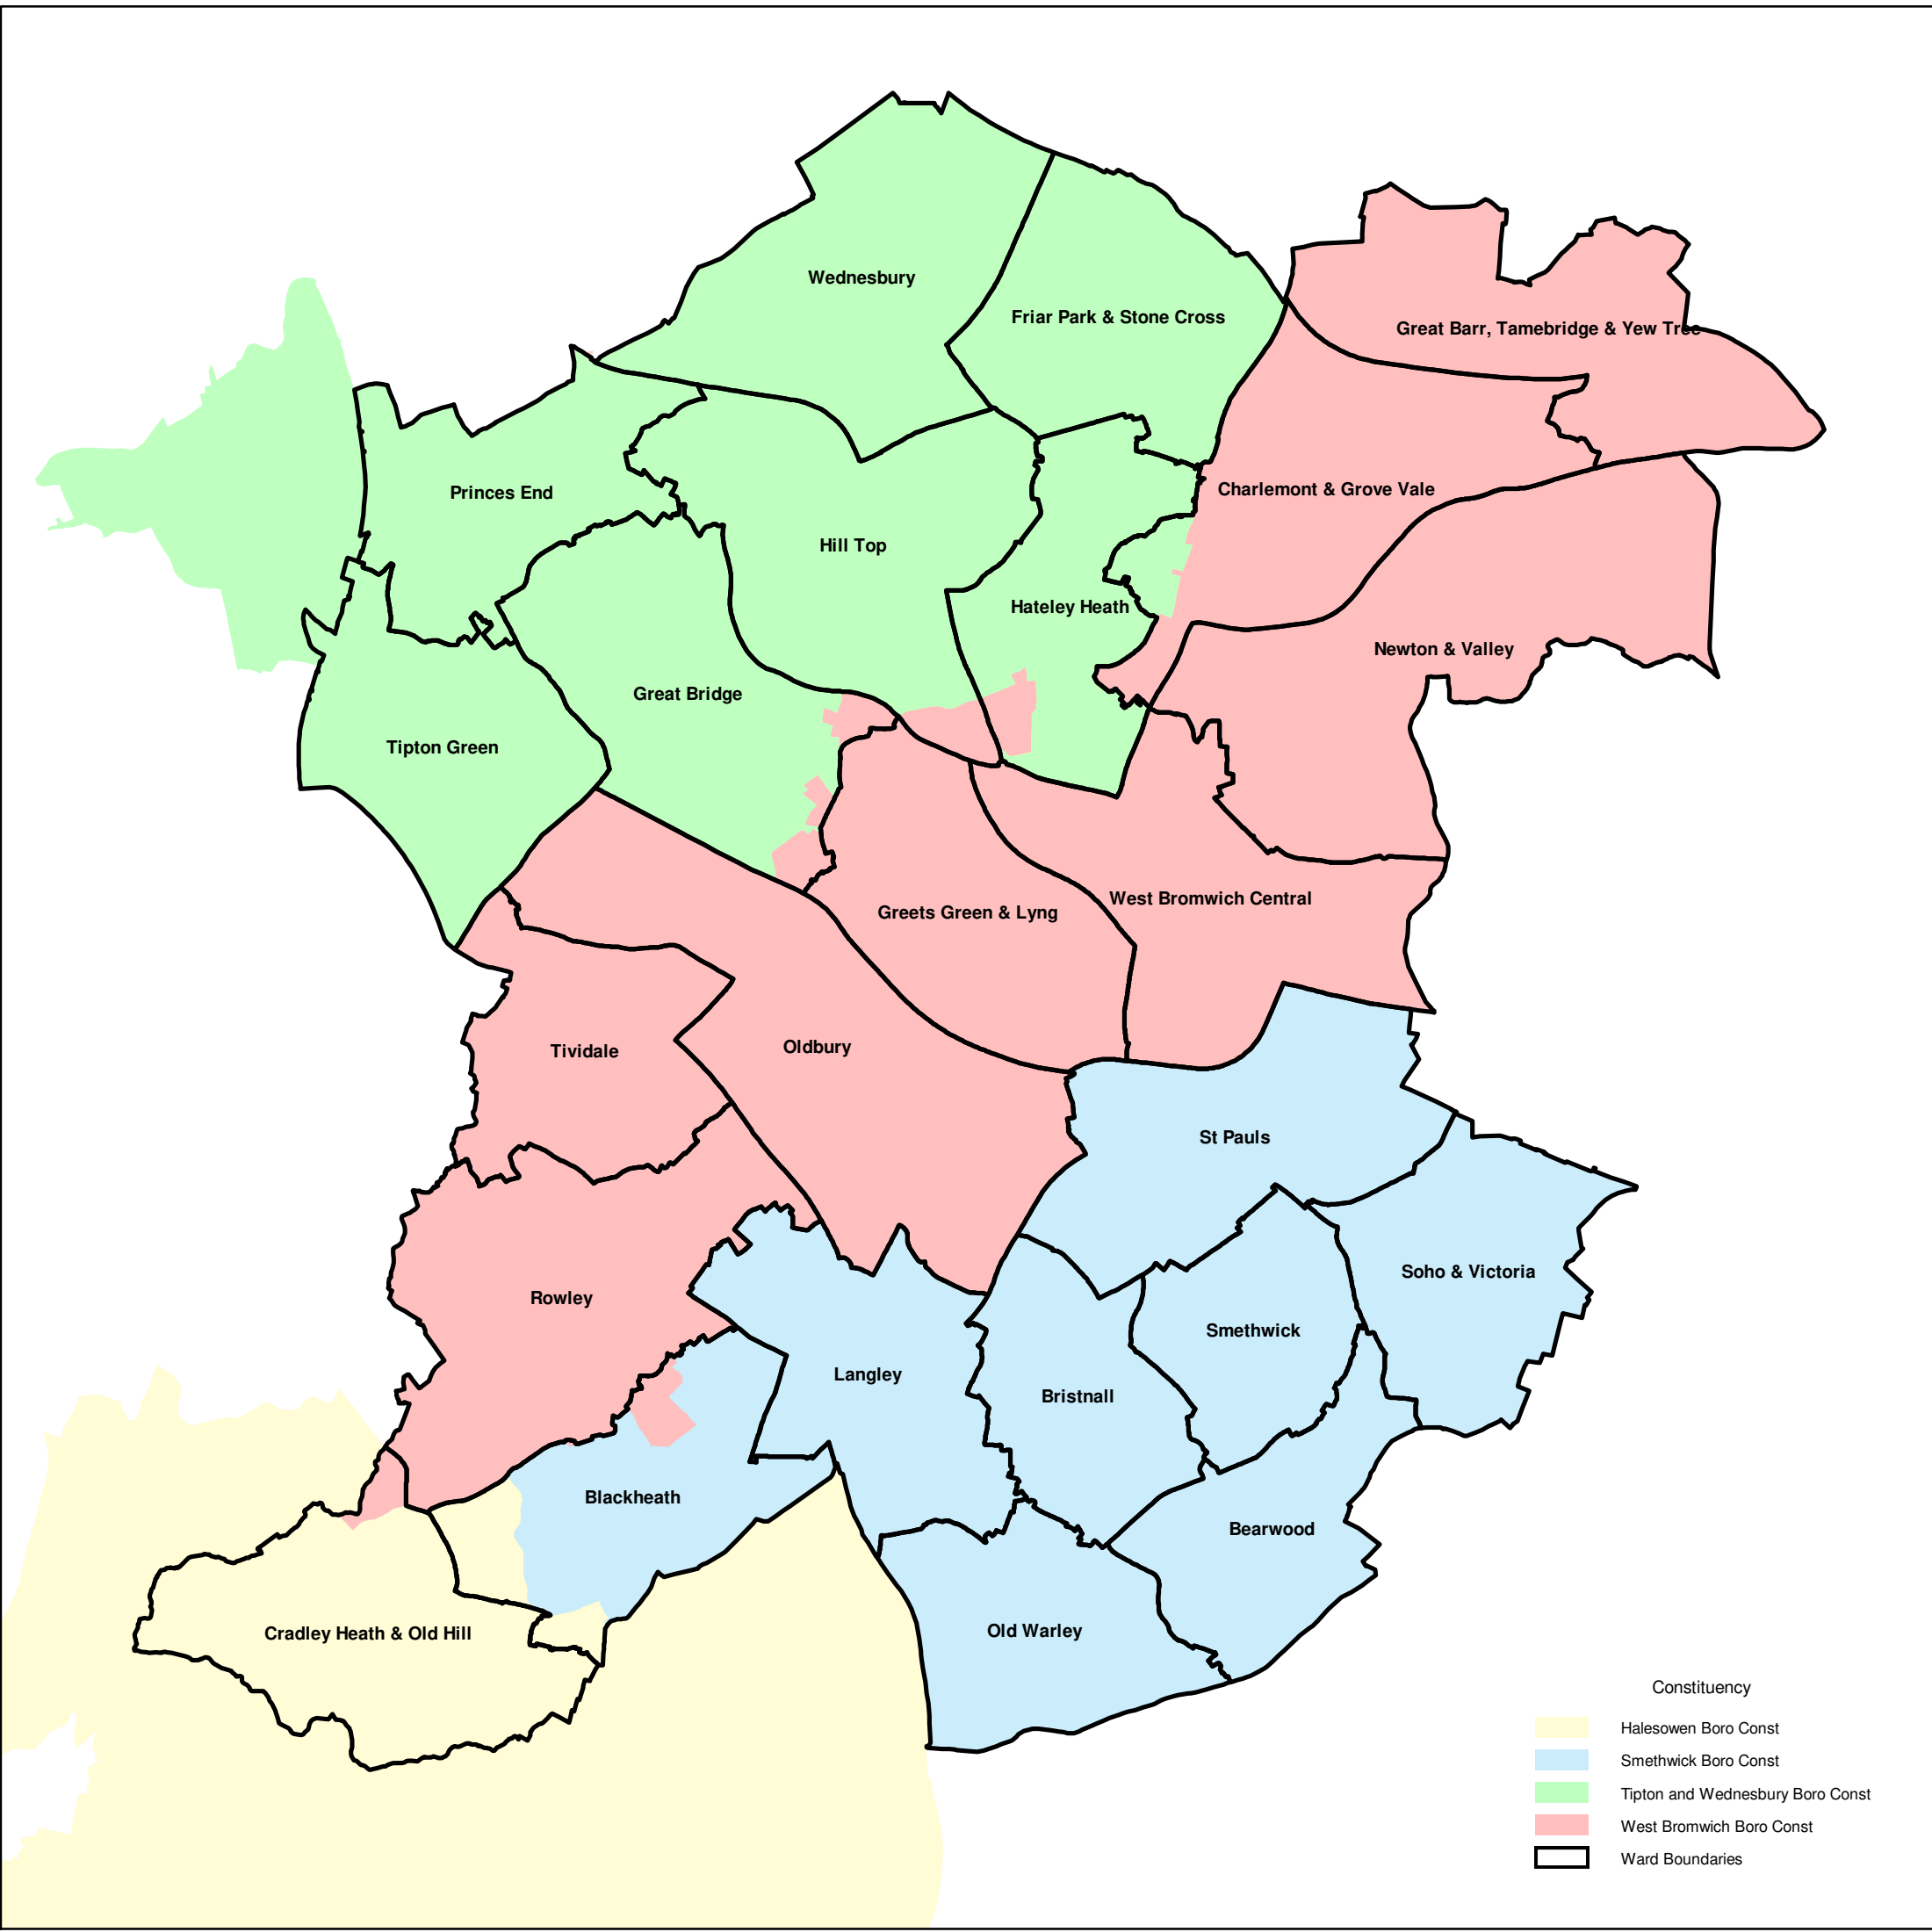 Wednesbury
Friar Park & Stone Cross
Great Barr, Tamebridge & Yew Tree
Princes End
Charlemont & Grove Vale
Hill Top
Hateley Heath
Newton & Valley
Great Bridge
Tipton Green
West Bromwich Central
Greets Green & Lyng
Tividale
Oldbury
St Pauls
Soho & Victoria
Rowley
Smethwick
Langley
Bristnall
Blackheath
Bearwood
Old Warley
Cradley Heath & Old Hill
Constituency
Halesowen Boro Const
Smethwick Boro Const
Tipton and Wednesbury Boro Const
West Bromwich Boro Const
Ward Boundaries